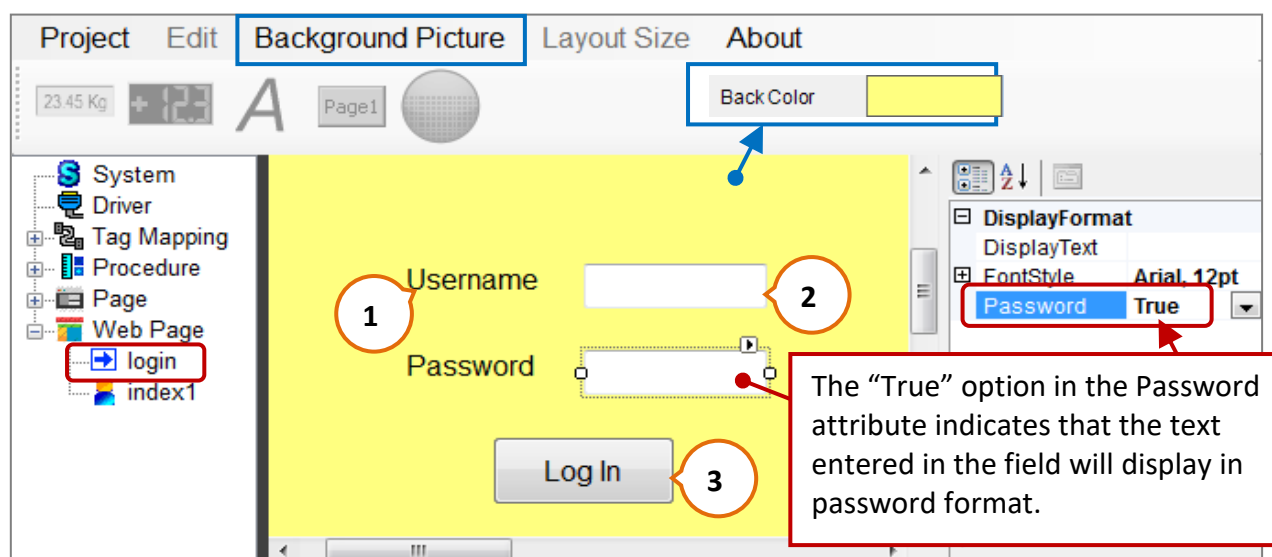 Project Edit Background Picture Layout Size About
23.45 Kg +12.3 A Page1
Back Color
System
Driver
Tag Mapping
Procedure
Page
Web Page
login
index1
Username
Password
Log In
1
2
3
DisplayFormat
DisplayText
FontStyle Arial, 12pt
Password True
The “True” option in the Password
attribute indicates that the text
entered in the field will display in
password format.